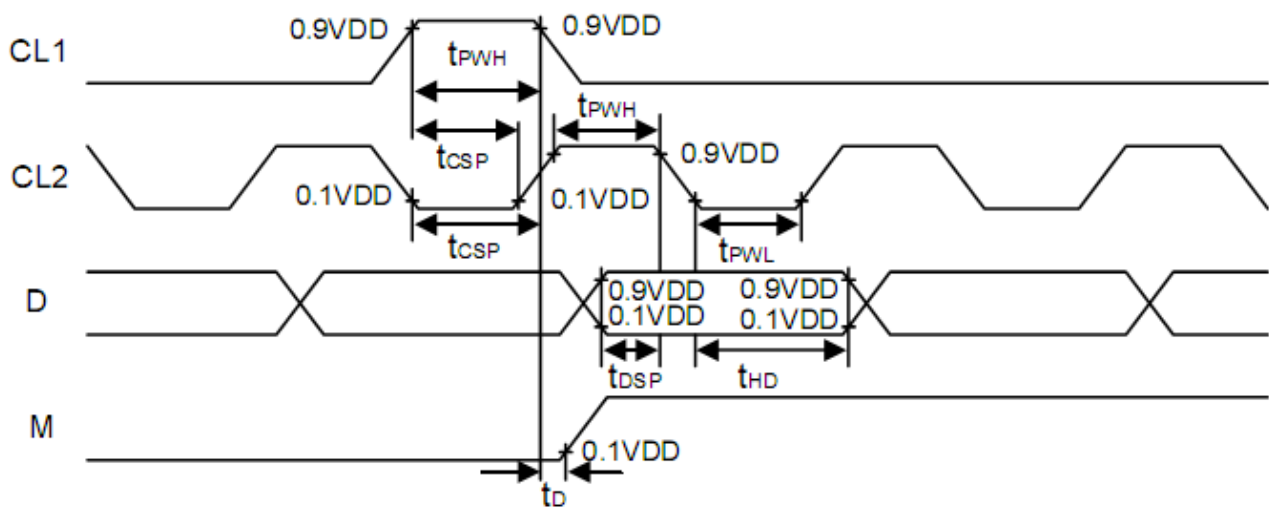 CL1
0.9VDD
0.9VDD
tPWH
tPWH
tCSP
CL2
0.9VDD
0.1VDD
0.1VDD
tCSP
tPWL
D
0.9VDD
0.9VDD
0.1VDD
0.1VDD
tDSP
tHD
M
0.1VDD
tD